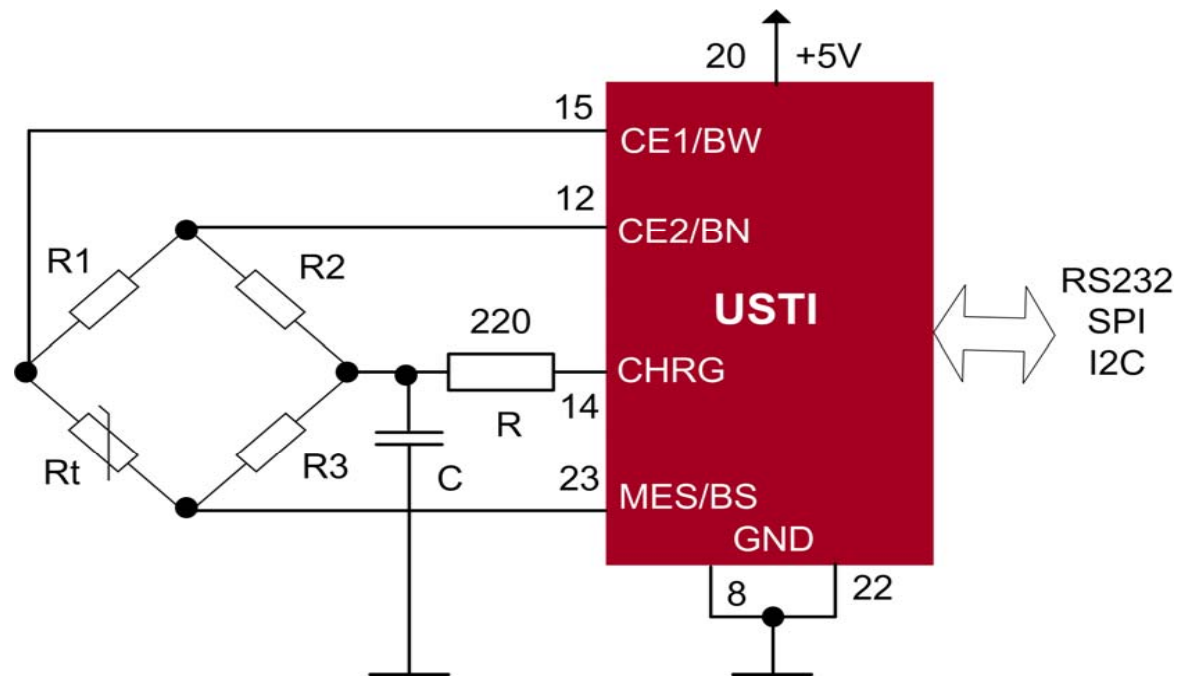 20 +5V
15
CE1/BW
12
CE2/BN
R1
R2
USTI
RS232
SPI
I2C
220
CHRG
14
R
Rt
R3
C
23
MES/BS
GND
8
22